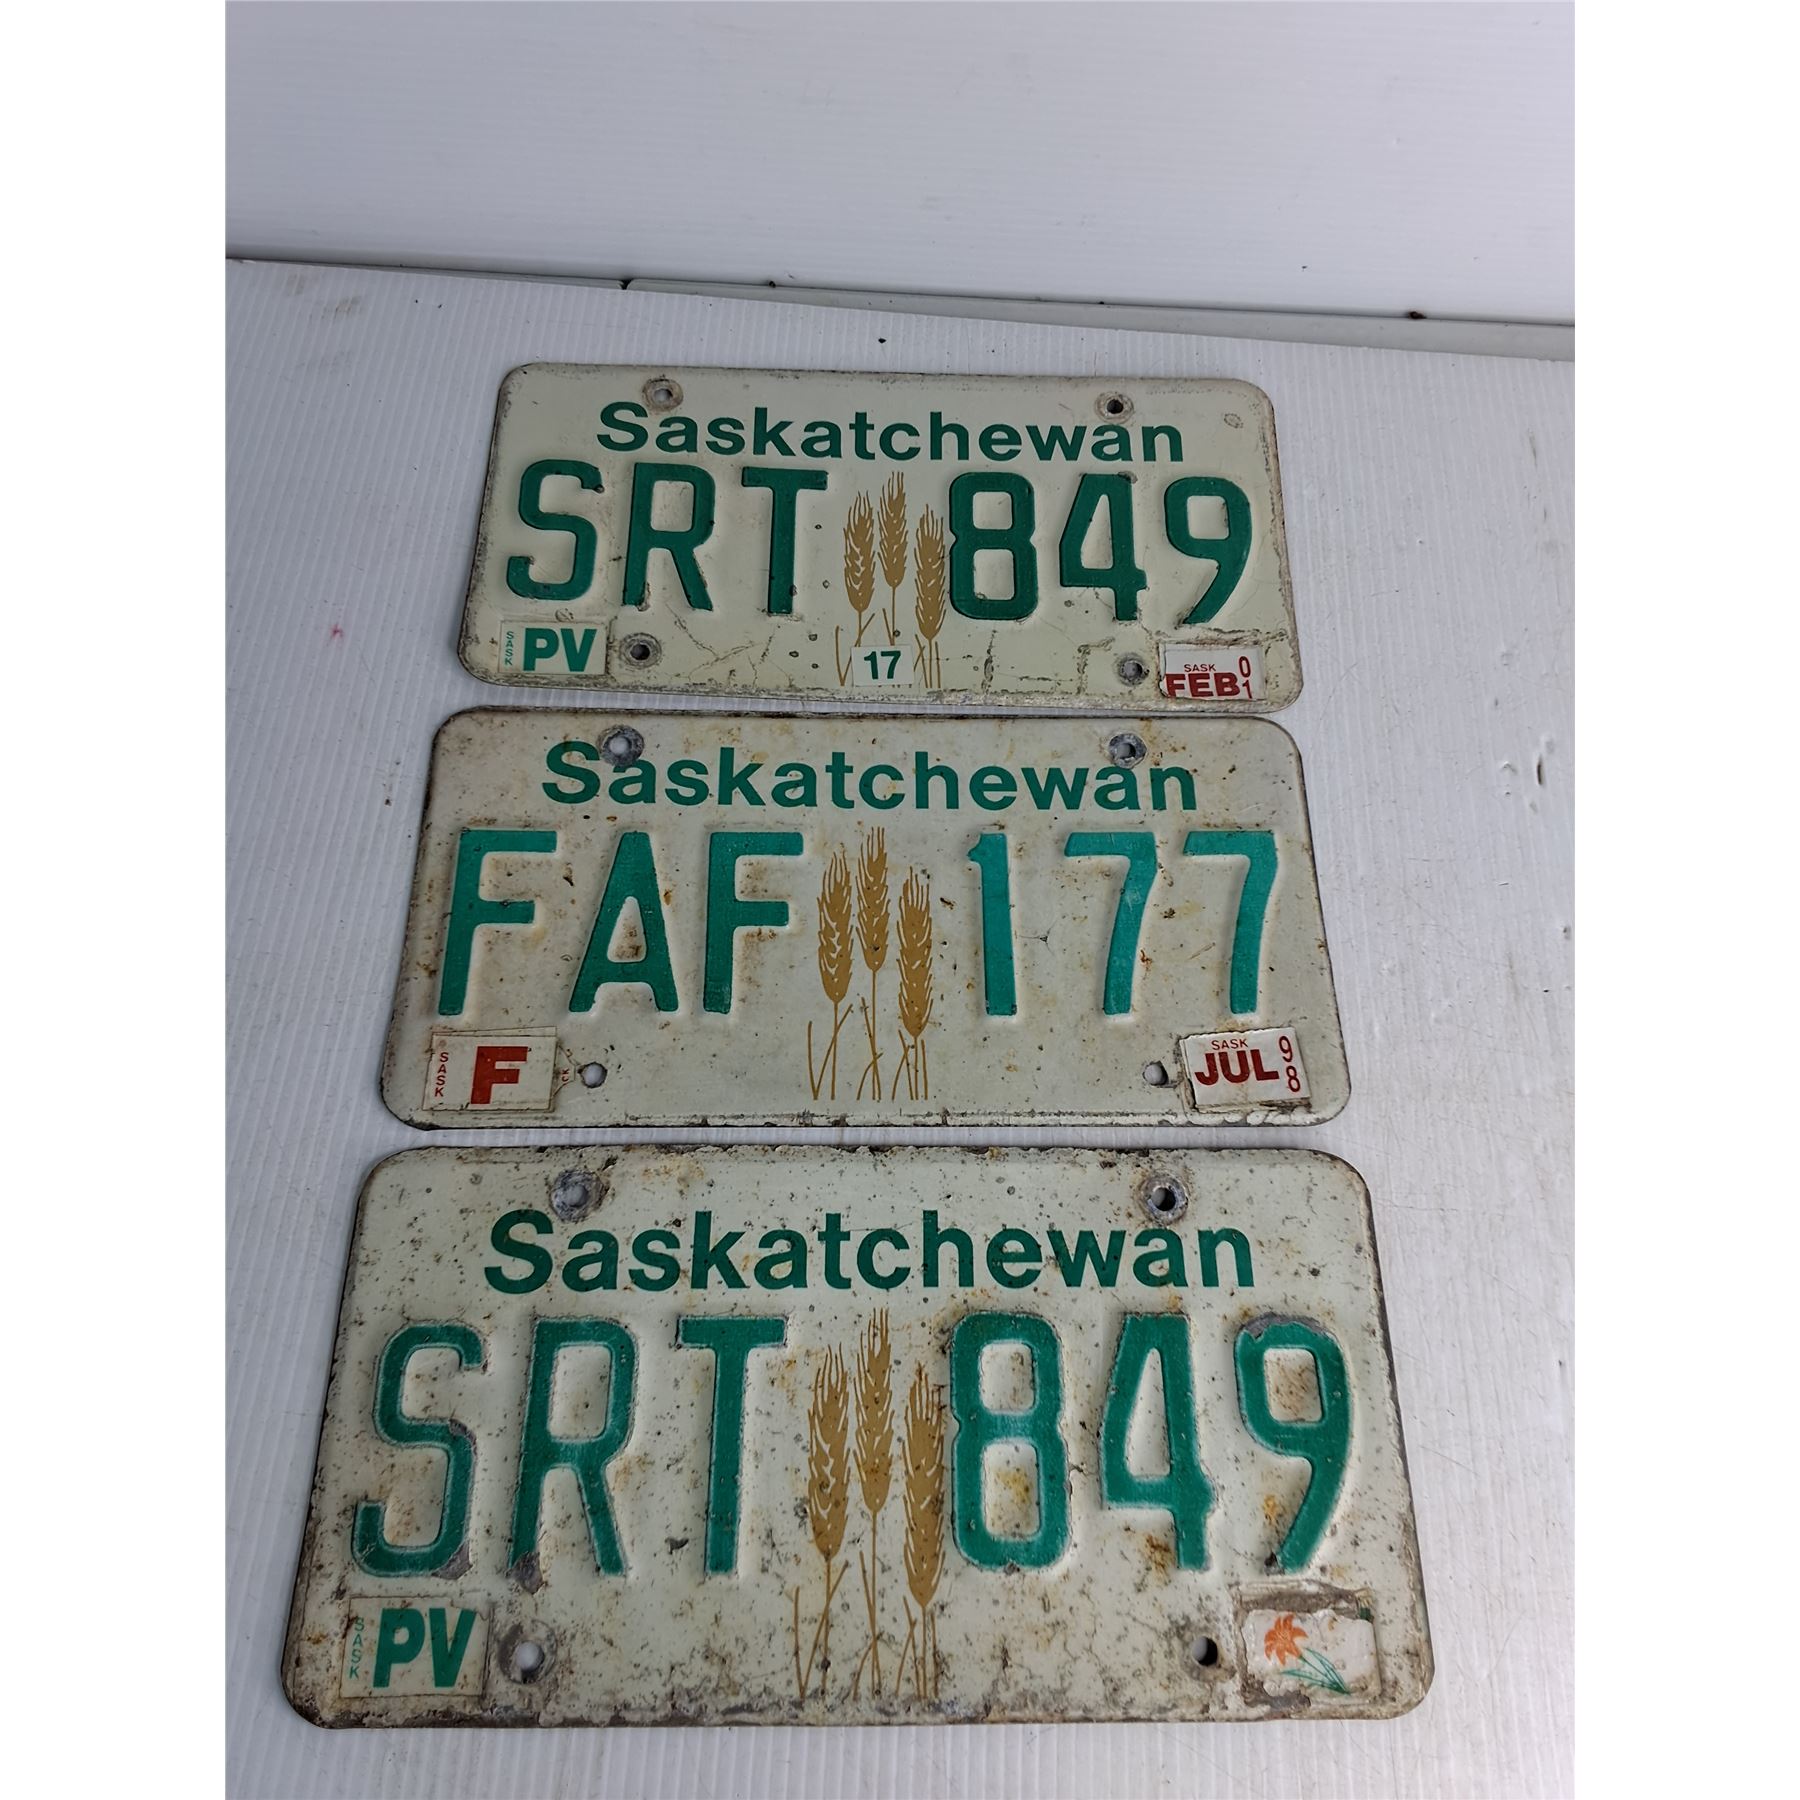 Saskatchewan
SRT 849
SASK PV
17
SASK FEB 01
Saskatchewan
FAF 177
SASK F
SASK JUL 98
Saskatchewan
SRT 849
SASK PV